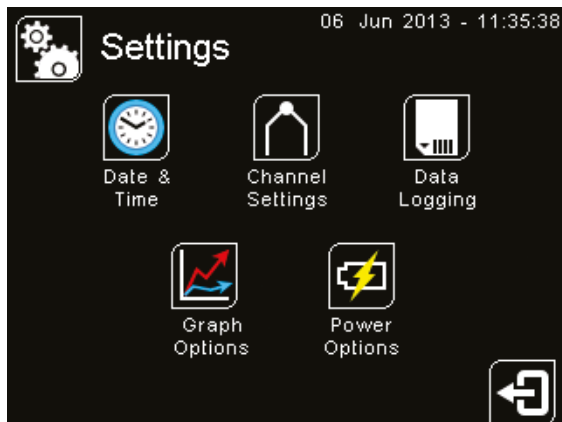 06 Jun 2013 - 11:35:38
Settings
Date &
Time
Channel
Settings
Data
Logging
Graph
Options
Power
Options